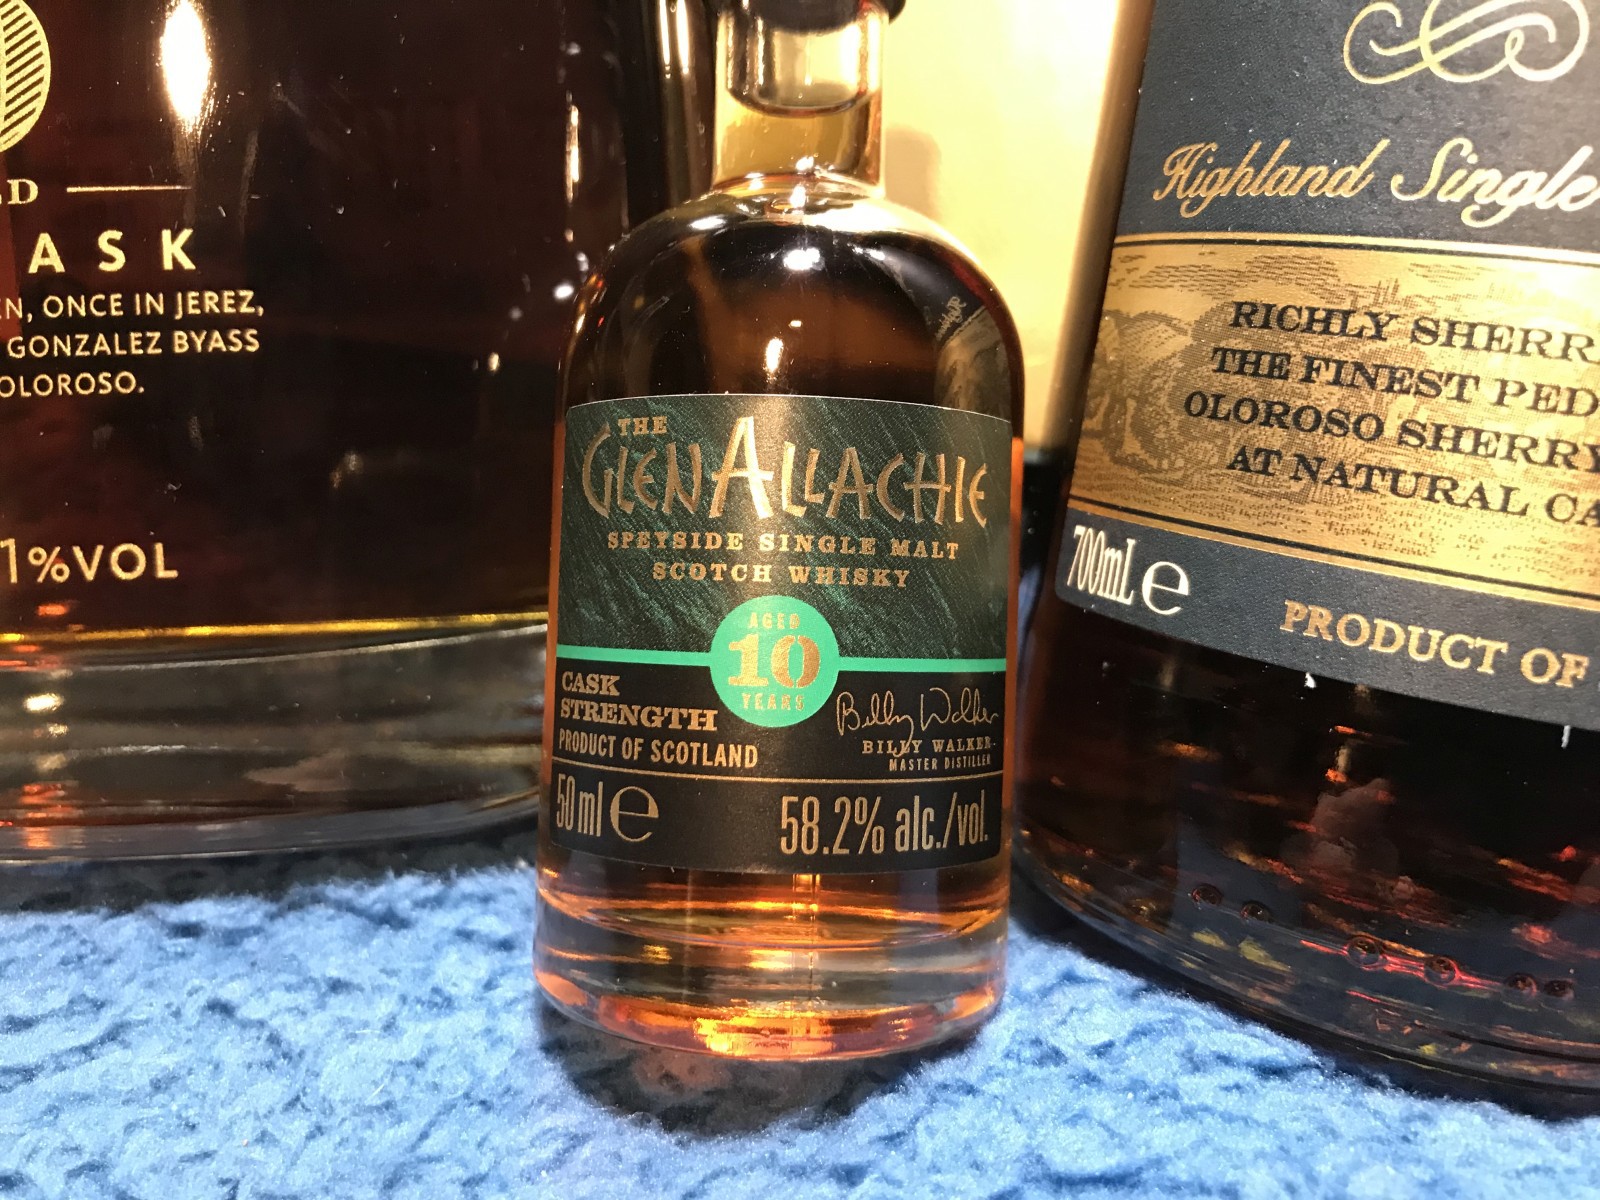 ASK
N, ONCE IN JEREZ,
GONZALEZ BYASS
OLOROSO.
1%VOL
THE
GLENALLACHIE
SPEYSIDE SINGLE MALT
SCOTCH WHISKY
AGED
10
YEARS
CASK
STRENGTH
PRODUCT OF SCOTLAND
Billy Walker
BILLY WALKER
MASTER DISTILLER
50ml e
58.2% alc./vol.
Highland Single
RICHLY SHERR
THE FINEST PED
OLOROSO SHERRY
AT NATURAL CA
700mL e
PRODUCT OF